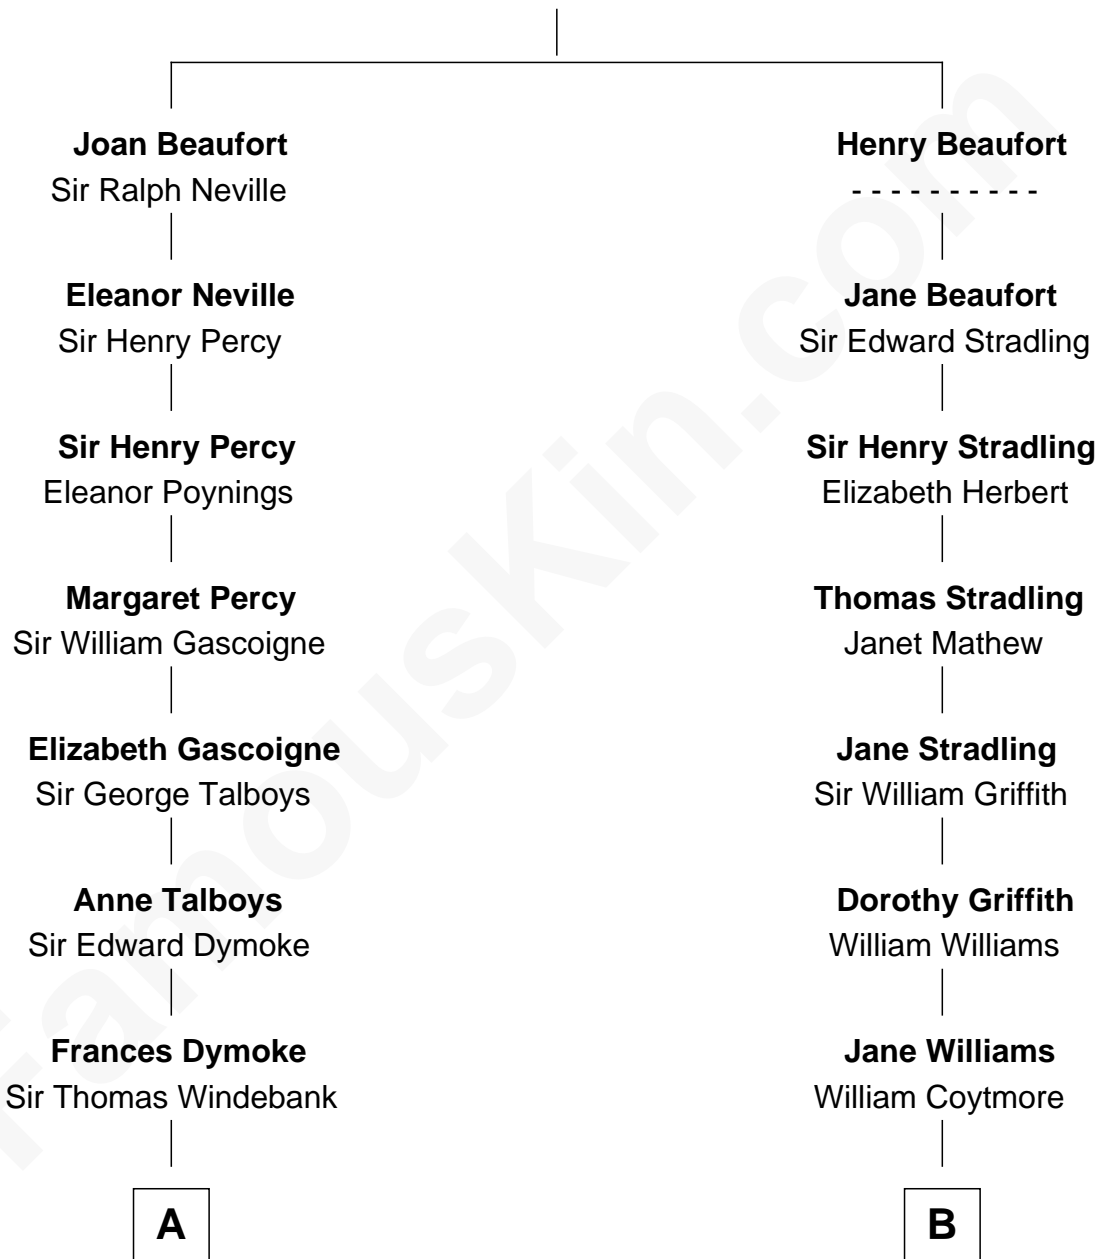 Joan Beaufort
Sir Ralph Neville
Henry Beaufort
- - - - - - - - - -
Eleanor Neville
Sir Henry Percy
Jane Beaufort
Sir Edward Stradling
Sir Henry Percy
Eleanor Poynings
Sir Henry Stradling
Elizabeth Herbert
Margaret Percy
Sir William Gascoigne
Thomas Stradling
Janet Mathew
Elizabeth Gascoigne
Sir George Talboys
Jane Stradling
Sir William Griffith
Anne Talboys
Sir Edward Dymoke
Dorothy Griffith
William Williams
Frances Dymoke
Sir Thomas Windebank
Jane Williams
William Coytmore
A
B
FamousKin.com